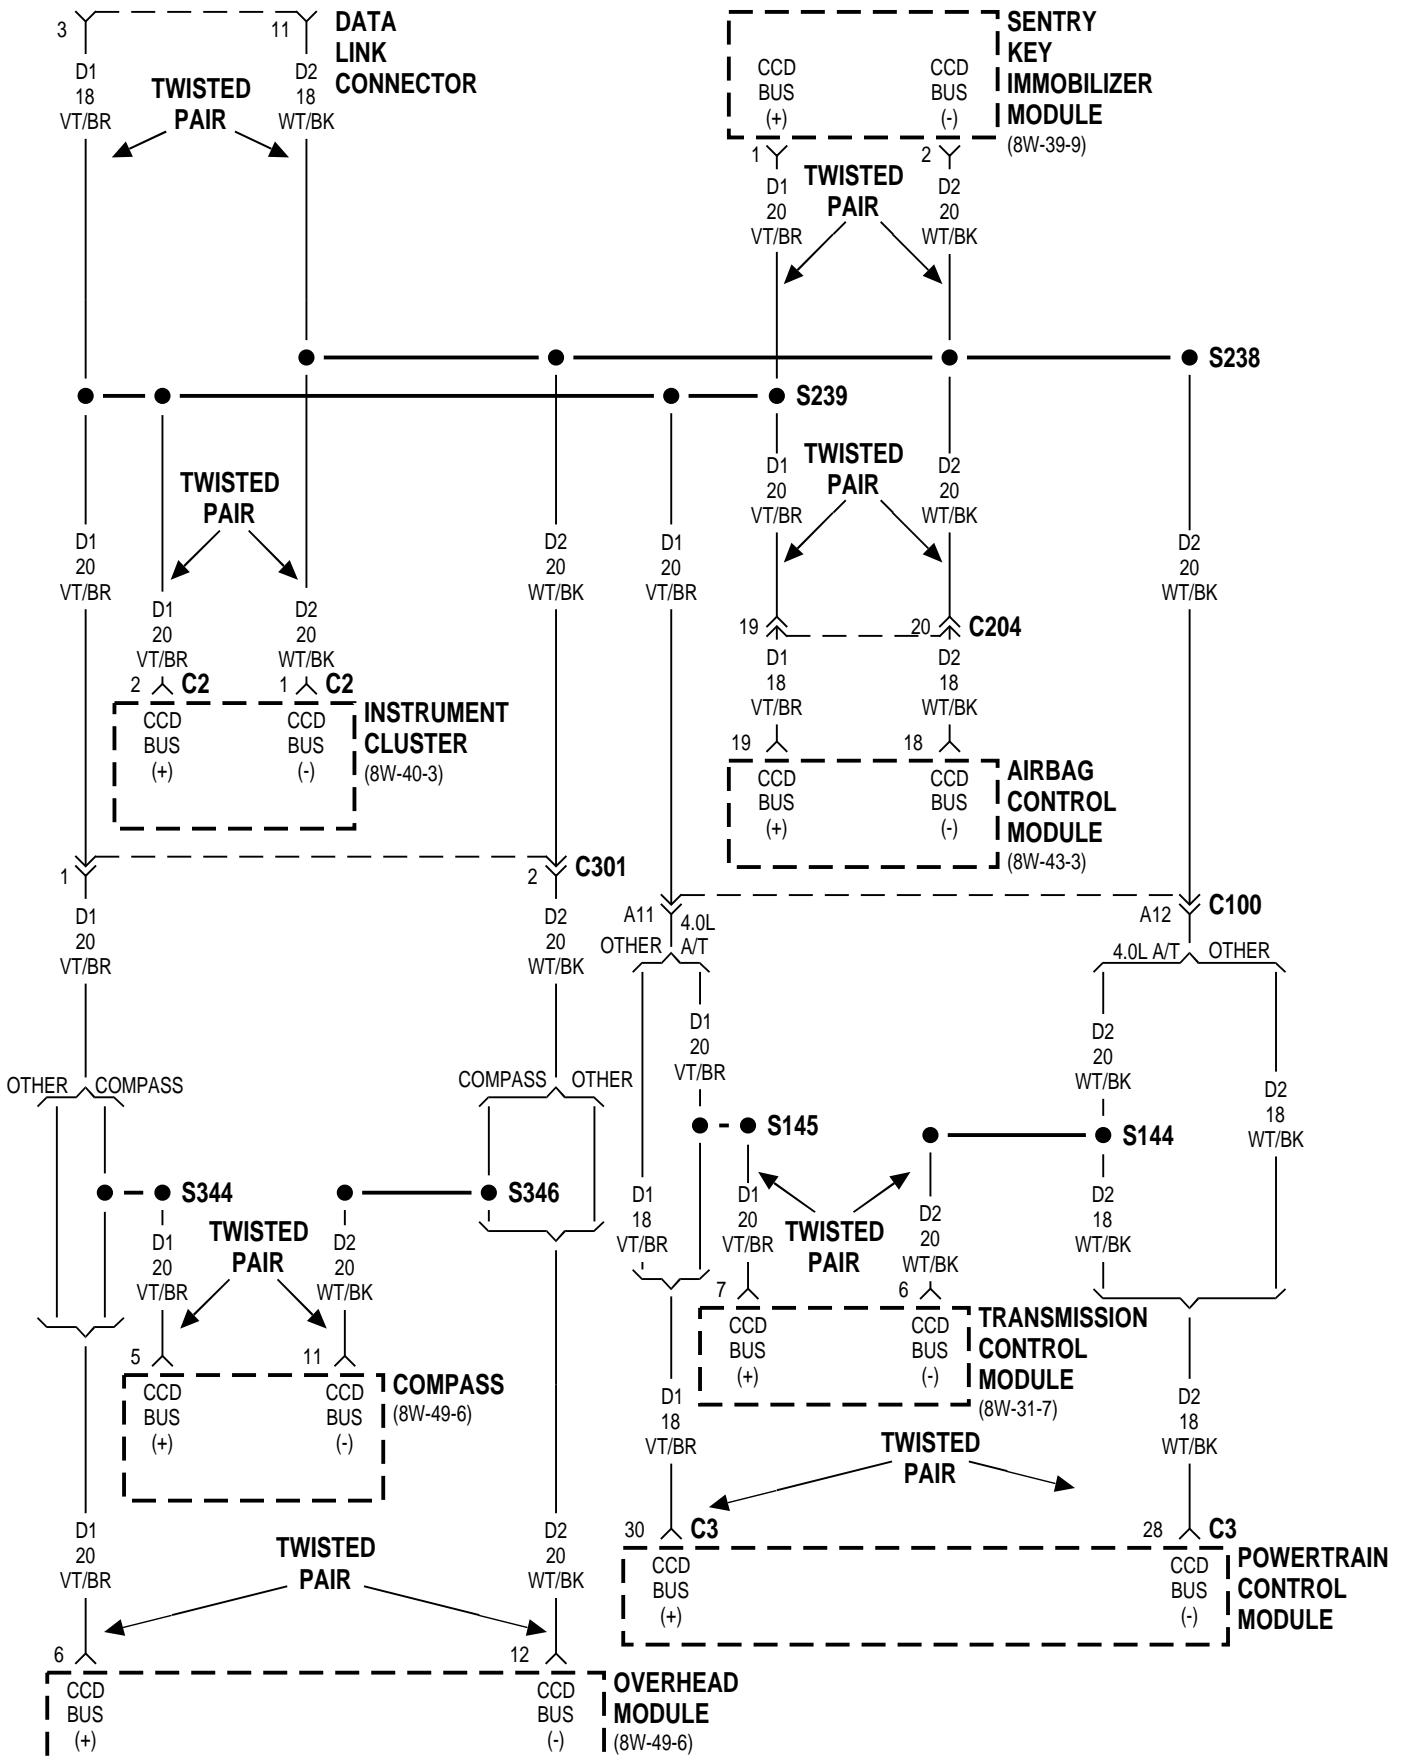 3
11
DATA
LINK
CONNECTOR
D1
18
VT/BR
TWISTED
PAIR
D2
18
WT/BK
SENTRY
KEY
IMMOBILIZER
MODULE
(8W-39-9)
CCD
BUS
(+)
CCD
BUS
(-)
1
2
D1
20
VT/BR
TWISTED
PAIR
D2
20
WT/BK
S238
S239
TWISTED
PAIR
D1
20
VT/BR
TWISTED
PAIR
D2
20
WT/BK
D1
20
VT/BR
D2
20
WT/BK
D1
20
VT/BR
D2
20
WT/BK
D1
20
VT/BR
D2
20
WT/BK
19
20
C204
2
C2
1
C2
D1
18
VT/BR
D2
18
WT/BK
CCD
BUS
(+)
CCD
BUS
(-)
INSTRUMENT
CLUSTER
(8W-40-3)
19
18
CCD
BUS
(+)
CCD
BUS
(-)
AIRBAG
CONTROL
MODULE
(8W-43-3)
1
2
C301
D1
20
VT/BR
D2
20
WT/BK
A11
A12
C100
OTHER
4.0L
A/T
4.0L A/T
OTHER
D1
20
VT/BR
D2
20
WT/BK
D2
18
WT/BK
OTHER
COMPASS
COMPASS
OTHER
S145
S144
S344
S346
D1
20
VT/BR
TWISTED
PAIR
D2
20
WT/BK
D1
18
VT/BR
D1
20
VT/BR
TWISTED
PAIR
D2
20
WT/BK
D2
18
WT/BK
7
6
CCD
BUS
(+)
CCD
BUS
(-)
TRANSMISSION
CONTROL
MODULE
(8W-31-7)
5
11
CCD
BUS
(+)
CCD
BUS
(-)
COMPASS
(8W-49-6)
D1
18
VT/BR
TWISTED
PAIR
D2
18
WT/BK
D1
20
VT/BR
TWISTED
PAIR
D2
20
WT/BK
30
C3
28
C3
CCD
BUS
(+)
CCD
BUS
(-)
POWERTRAIN
CONTROL
MODULE
6
12
CCD
BUS
(+)
CCD
BUS
(-)
OVERHEAD
MODULE
(8W-49-6)